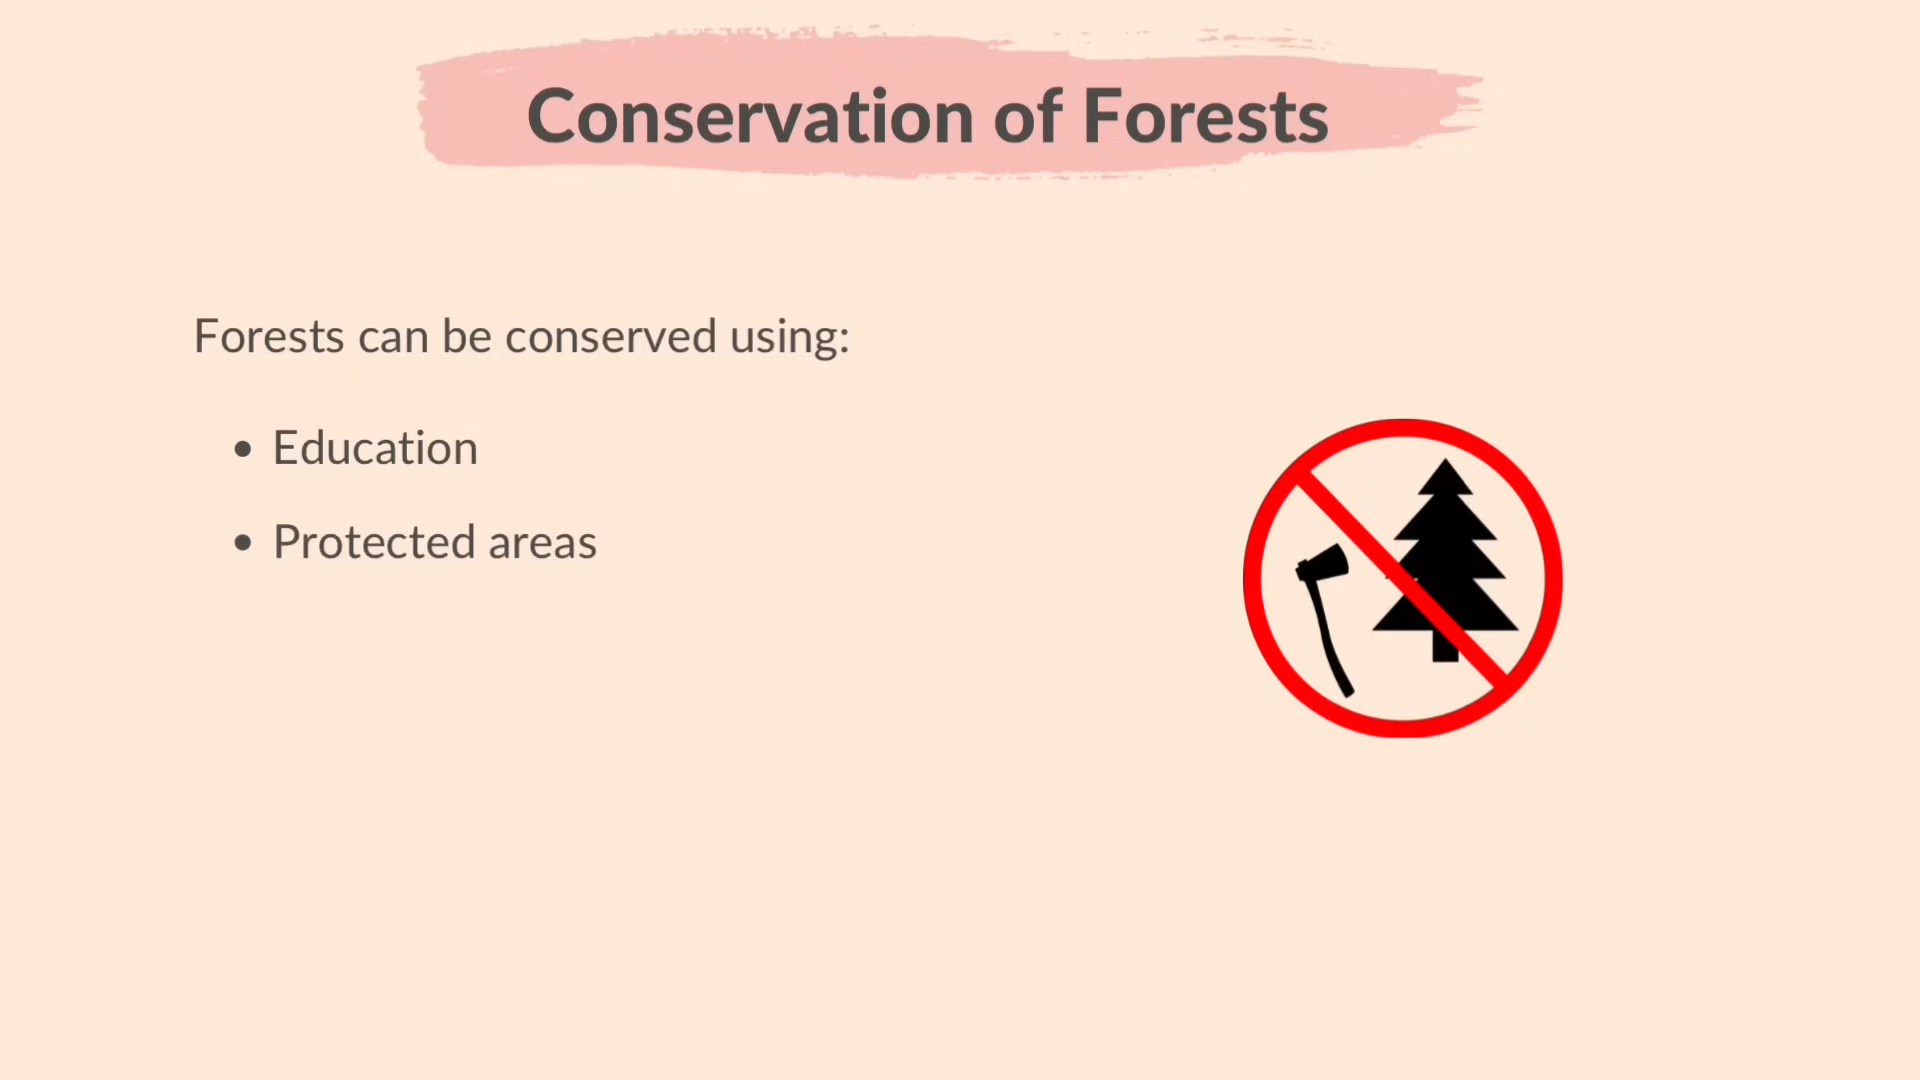 Conservation of Forests
Forests can be conserved using:
• Education
• Protected areas